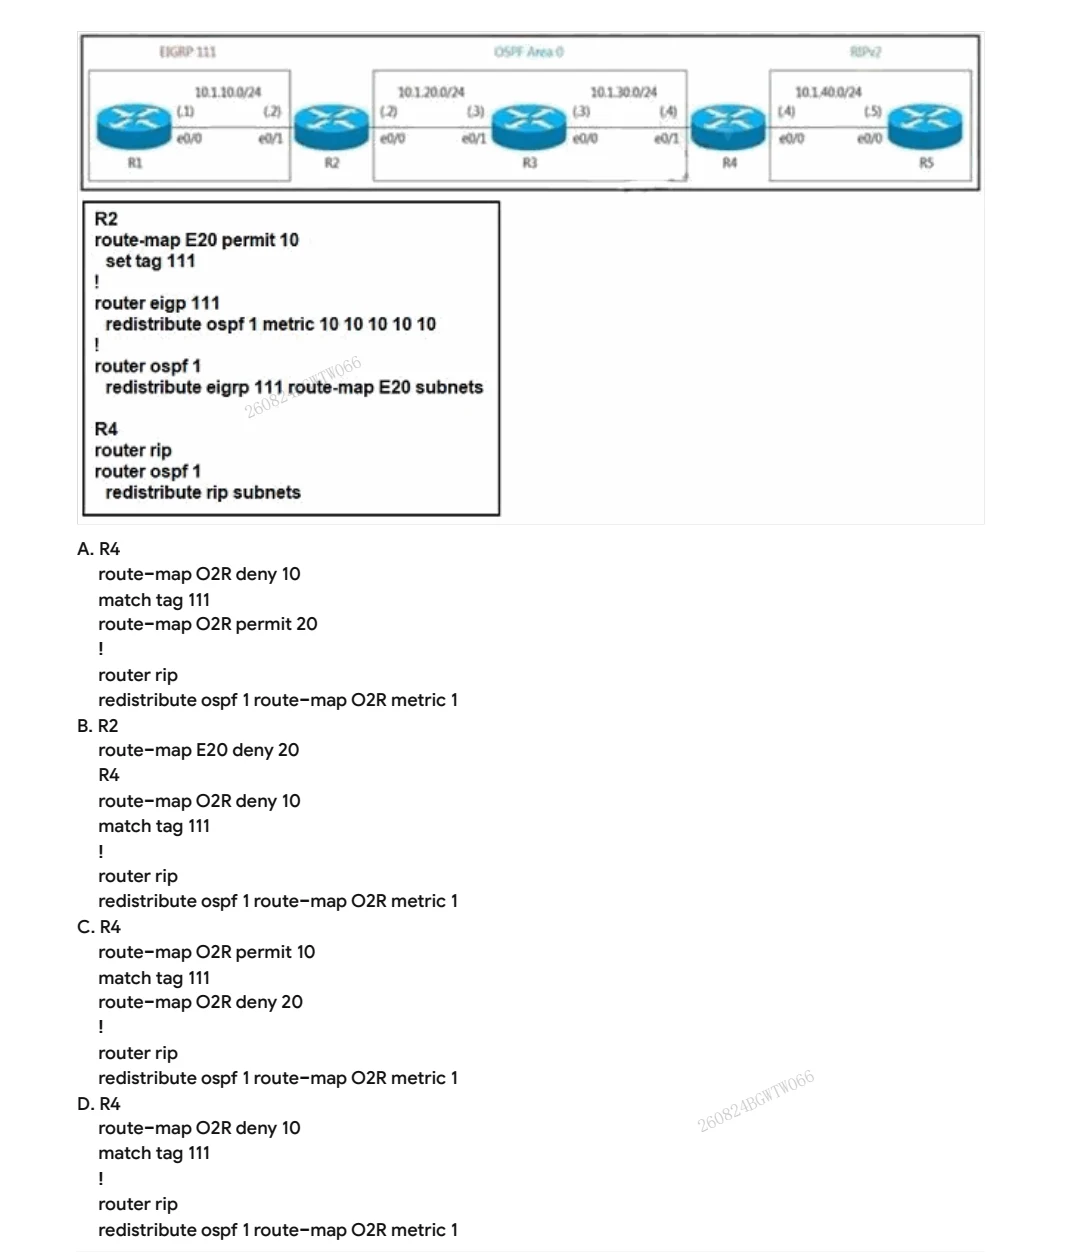 EIGRP 111 OSPF Area 0 RIPv2
10.1.10.0/24 10.1.20.0/24 10.1.30.0/24 10.1.40.0/24
(.1) (.2) (.2) (.3) (.3) (.4) (.4) (.5)
e0/0 e0/1 e0/0 e0/1 e0/0 e0/1 e0/0 e0/0
R1 R2 R3 R4 R5
R2
route-map E20 permit 10
set tag 111
!
router eigp 111
redistribute ospf 1 metric 10 10 10 10 10
!
router ospf 1
redistribute eigrp 111 route-map E20 subnets
R4
router rip
router ospf 1
redistribute rip subnets
A. R4
route-map O2R deny 10
match tag 111
route-map O2R permit 20
!
router rip
redistribute ospf 1 route-map O2R metric 1
B. R2
route-map E20 deny 20
R4
route-map O2R deny 10
match tag 111
!
router rip
redistribute ospf 1 route-map O2R metric 1
C. R4
route-map O2R permit 10
match tag 111
route-map O2R deny 20
!
router rip
redistribute ospf 1 route-map O2R metric 1
260824BGWTW066
D. R4
route-map O2R deny 10
match tag 111
!
router rip
redistribute ospf 1 route-map O2R metric 1